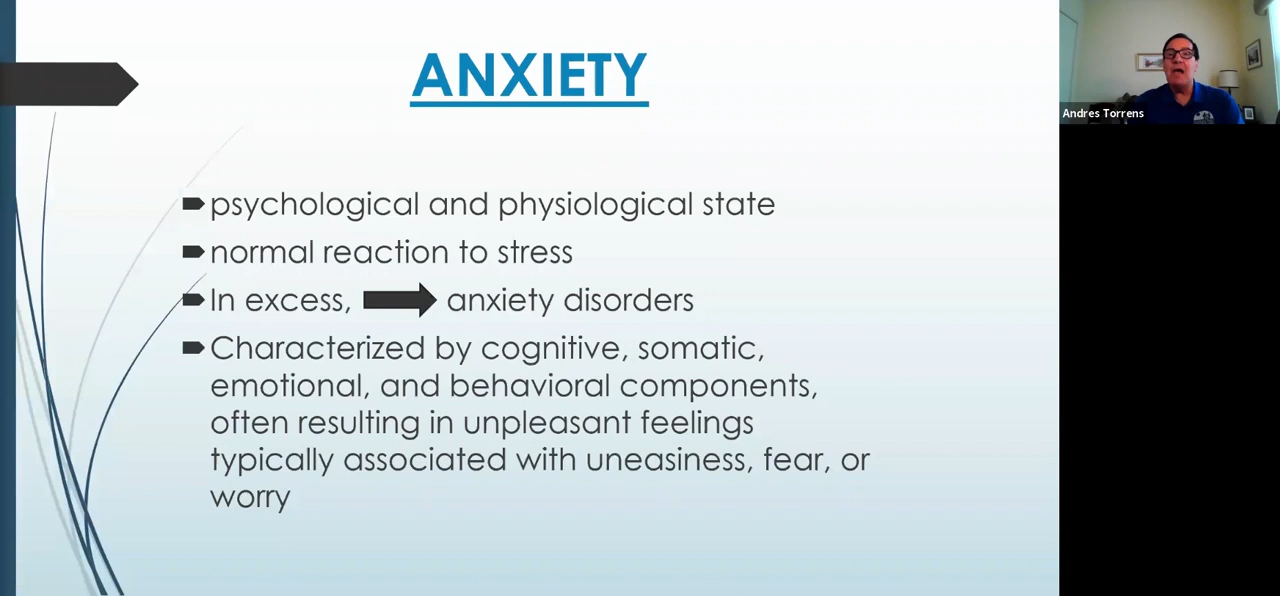 ANXIETY
psychological and physiological state
normal reaction to stress
In excess, anxiety disorders
Characterized by cognitive, somatic,
emotional, and behavioral components,
often resulting in unpleasant feelings
typically associated with uneasiness, fear, or
worry
Andres Torrens